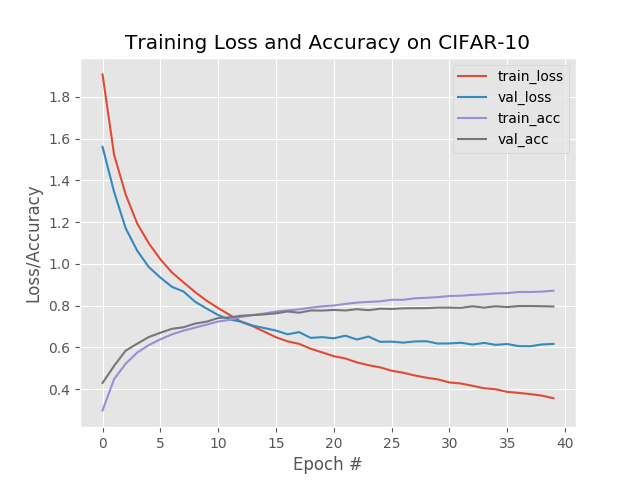 Training Loss and Accuracy on CIFAR-10
train_loss
val_loss
train_acc
val_acc
Loss/Accuracy
1.8
1.6
1.4
1.2
1.0
0.8
0.6
0.4
0 5 10 15 20 25 30 35 40
Epoch #